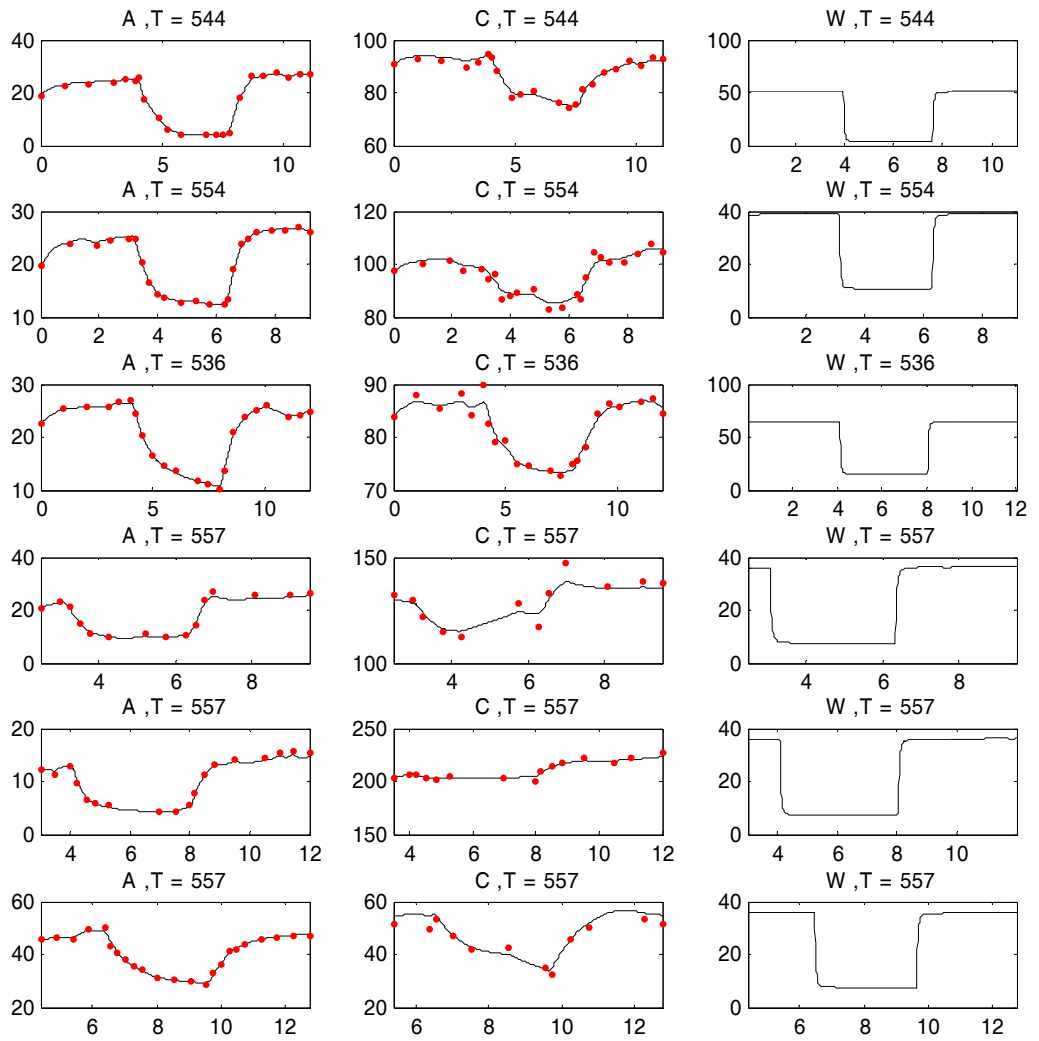 A ,T = 544
C ,T = 544
W ,T = 544
40
20
0
0 5 10
100
80
60
0 5 10
100
50
0
2 4 6 8 10
A ,T = 554
C ,T = 554
W ,T = 554
30
20
10
0 2 4 6 8
120
100
80
0 2 4 6 8
40
20
0
2 4 6 8
A ,T = 536
C ,T = 536
W ,T = 536
30
20
10
0 5 10
90
80
70
0 5 10
100
50
0
2 4 6 8 10 12
A ,T = 557
C ,T = 557
W ,T = 557
40
20
0
4 6 8
150
100
4 6 8
40
20
0
4 6 8
A ,T = 557
C ,T = 557
W ,T = 557
20
10
0
4 6 8 10 12
250
200
150
4 6 8 10 12
40
20
0
4 6 8 10
A ,T = 557
C ,T = 557
W ,T = 557
60
40
20
6 8 10 12
60
40
20
6 8 10 12
40
20
0
6 8 10 12